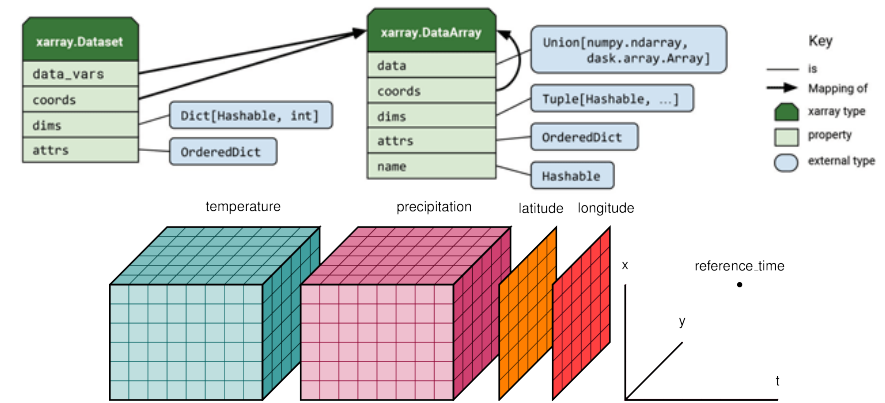 xarray.Dataset
data_vars
coords
dims
attrs
Dict[Hashable, int]
OrderedDict
xarray.DataArray
data
coords
dims
attrs
name
Union[numpy.ndarray,
dask.array.Array]
Tuple[Hashable, …]
OrderedDict
Hashable
Key
is
Mapping of
xarray type
property
external type
temperature
precipitation
latitude
longitude
x
y
t
reference_time